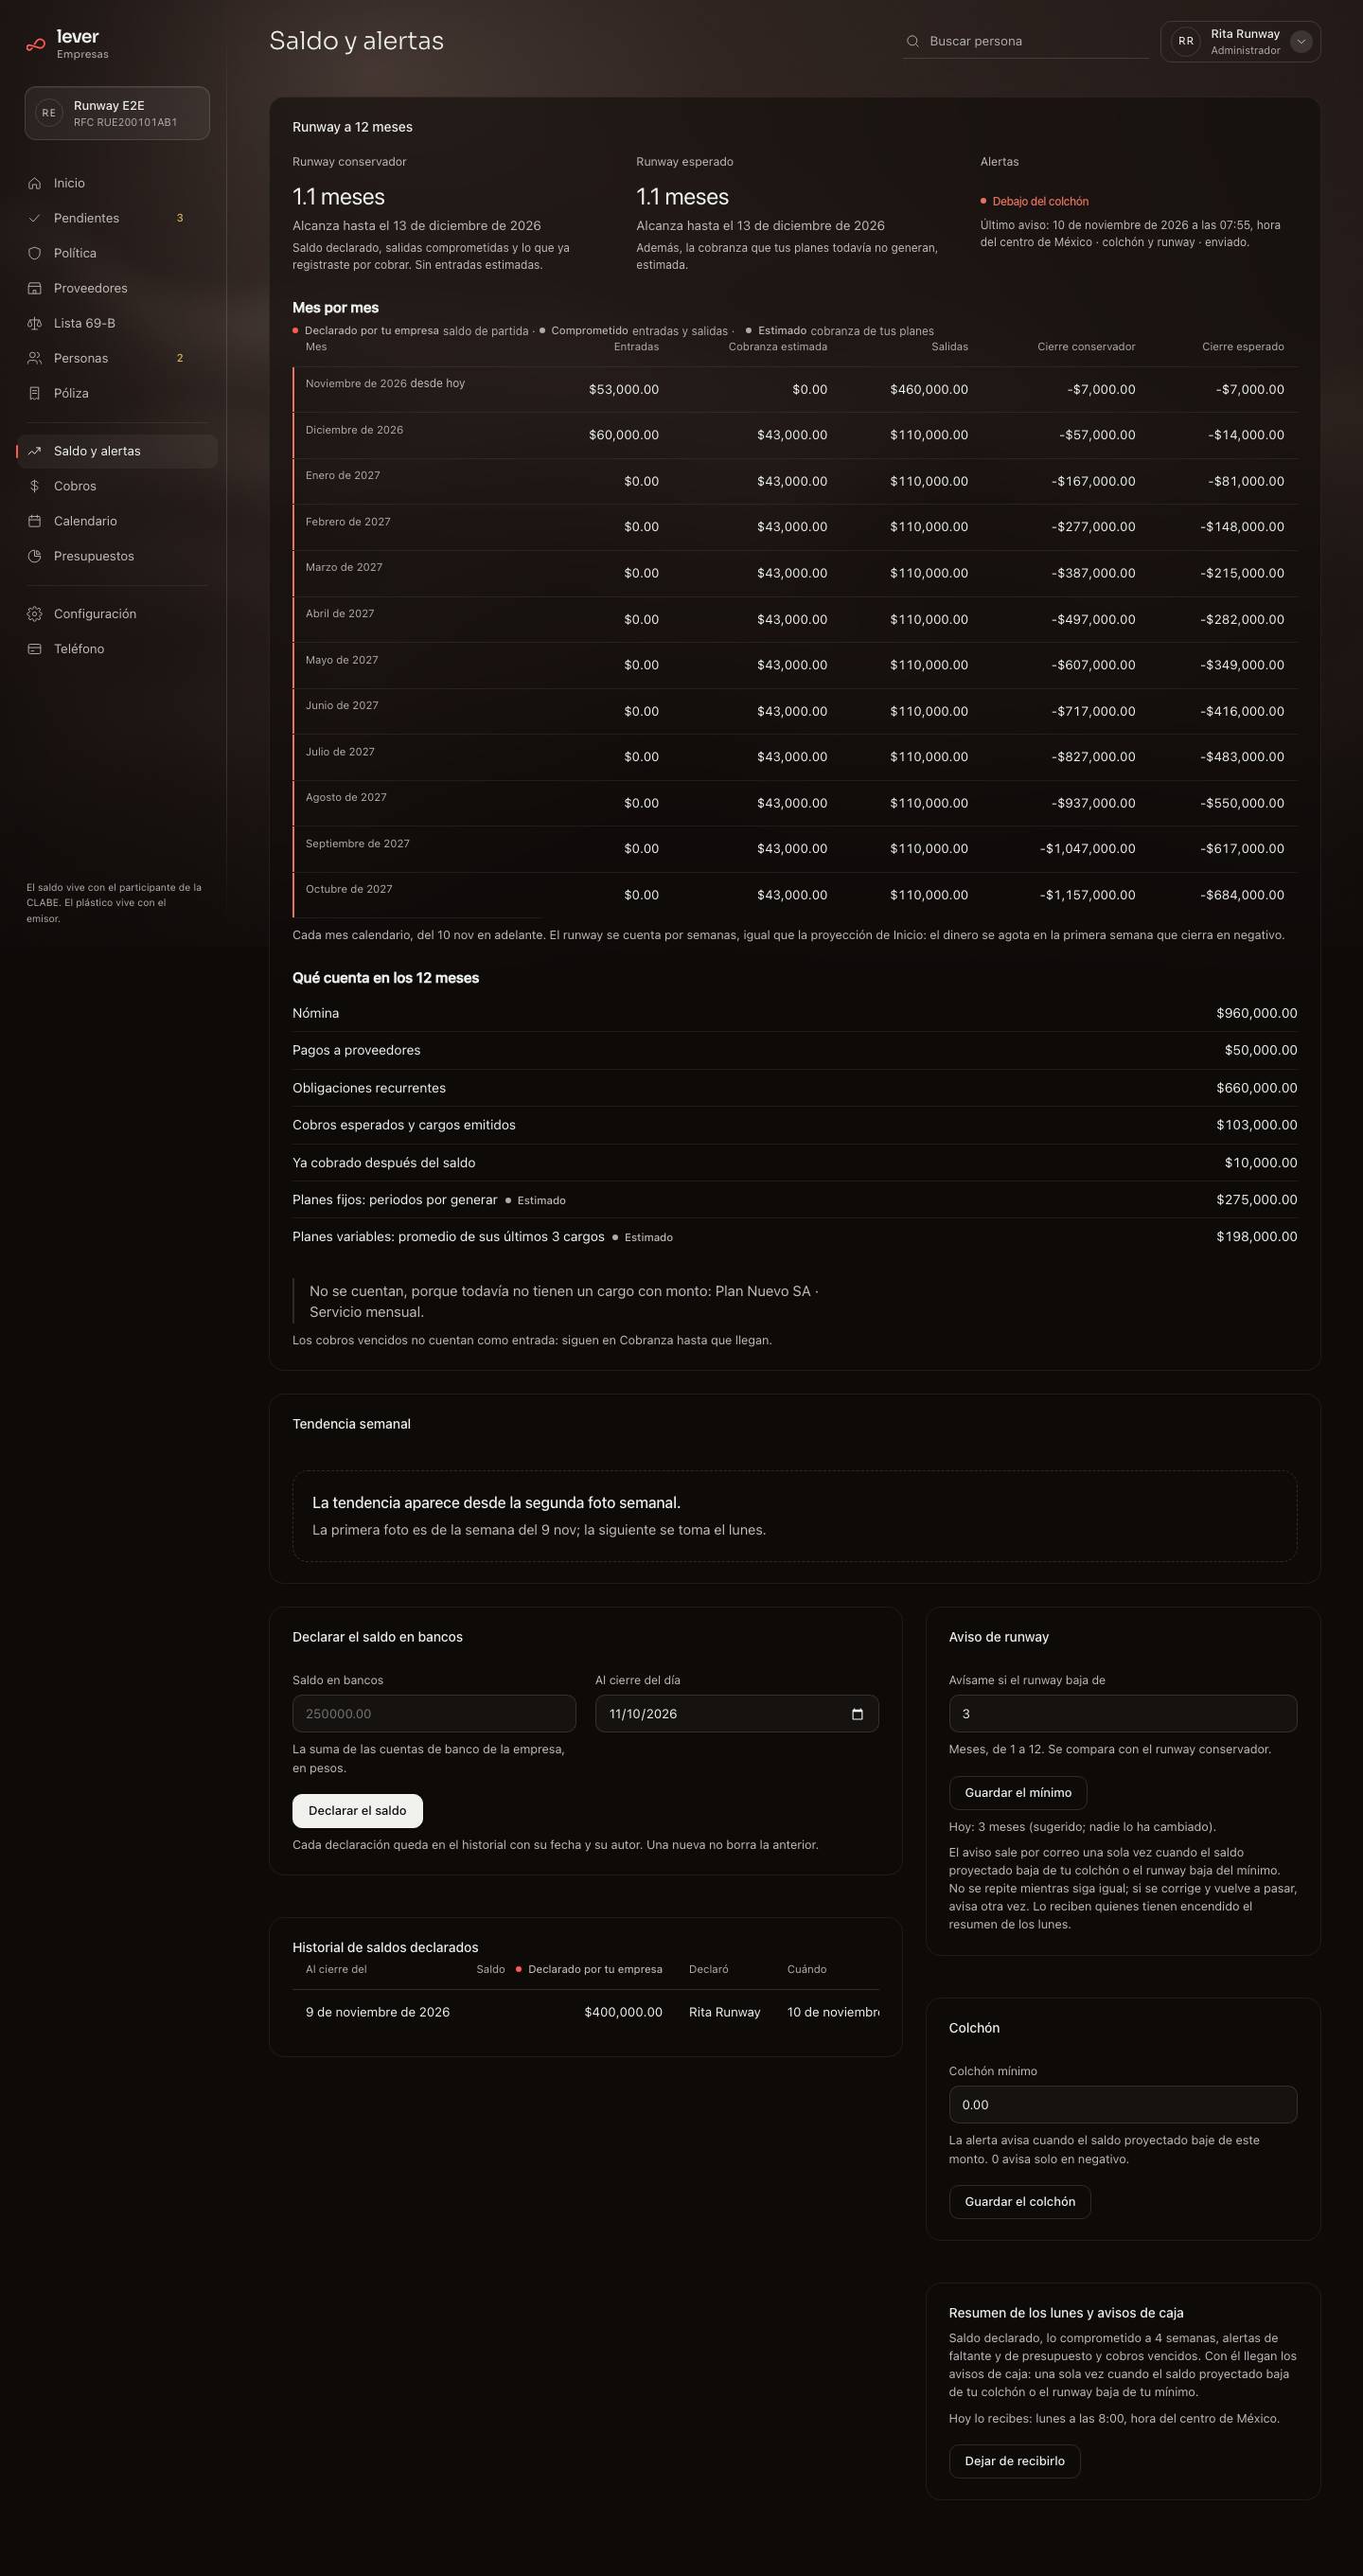 lever
Empresas
RE
Runway E2E
RFC RUE200101AB1
Inicio
Pendientes 3
Política
Proveedores
Lista 69-B
Personas 2
Póliza
Saldo y alertas
Cobros
Calendario
Presupuestos
Configuración
Teléfono
El saldo vive con el participante de la
CLABE. El plástico vive con el
emisor.
Saldo y alertas
Buscar persona
RR
Rita Runway
Administrador
Runway a 12 meses
Runway conservador
1.1 meses
Alcanza hasta el 13 de diciembre de 2026
Saldo declarado, salidas comprometidas y lo que ya
registraste por cobrar. Sin entradas estimadas.
Runway esperado
1.1 meses
Alcanza hasta el 13 de diciembre de 2026
Además, la cobranza que tus planes todavía no generan,
estimada.
Alertas
Debajo del colchón
Último aviso: 10 de noviembre de 2026 a las 07:55, hora
del centro de México · colchón y runway · enviado.
Mes por mes
Declarado por tu empresa saldo de partida · Comprometido entradas y salidas · Estimado cobranza de tus planes
Mes Entradas Cobranza estimada Salidas Cierre conservador Cierre esperado
Noviembre de 2026 desde hoy $53,000.00 $0.00 $460,000.00 -$7,000.00 -$7,000.00
Diciembre de 2026 $60,000.00 $43,000.00 $110,000.00 -$57,000.00 -$14,000.00
Enero de 2027 $0.00 $43,000.00 $110,000.00 -$167,000.00 -$81,000.00
Febrero de 2027 $0.00 $43,000.00 $110,000.00 -$277,000.00 -$148,000.00
Marzo de 2027 $0.00 $43,000.00 $110,000.00 -$387,000.00 -$215,000.00
Abril de 2027 $0.00 $43,000.00 $110,000.00 -$497,000.00 -$282,000.00
Mayo de 2027 $0.00 $43,000.00 $110,000.00 -$607,000.00 -$349,000.00
Junio de 2027 $0.00 $43,000.00 $110,000.00 -$717,000.00 -$416,000.00
Julio de 2027 $0.00 $43,000.00 $110,000.00 -$827,000.00 -$483,000.00
Agosto de 2027 $0.00 $43,000.00 $110,000.00 -$937,000.00 -$550,000.00
Septiembre de 2027 $0.00 $43,000.00 $110,000.00 -$1,047,000.00 -$617,000.00
Octubre de 2027 $0.00 $43,000.00 $110,000.00 -$1,157,000.00 -$684,000.00
Cada mes calendario, del 10 nov en adelante. El runway se cuenta por semanas, igual que la proyección de Inicio: el dinero se agota en la primera semana que cierra en negativo.
Qué cuenta en los 12 meses
Nómina $960,000.00
Pagos a proveedores $50,000.00
Obligaciones recurrentes $660,000.00
Cobros esperados y cargos emitidos $103,000.00
Ya cobrado después del saldo $10,000.00
Planes fijos: periodos por generar Estimado $275,000.00
Planes variables: promedio de sus últimos 3 cargos Estimado $198,000.00
No se cuentan, porque todavía no tienen un cargo con monto: Plan Nuevo SA ·
Servicio mensual.
Los cobros vencidos no cuentan como entrada: siguen en Cobranza hasta que llegan.
Tendencia semanal
La tendencia aparece desde la segunda foto semanal.
La primera foto es de la semana del 9 nov; la siguiente se toma el lunes.
Declarar el saldo en bancos
Saldo en bancos
250000.00
La suma de las cuentas de banco de la empresa,
en pesos.
Al cierre del día
11/10/2026
Declarar el saldo
Cada declaración queda en el historial con su fecha y su autor. Una nueva no borra la anterior.
Historial de saldos declarados
Al cierre del Saldo Declarado por tu empresa Declaró Cuándo
9 de noviembre de 2026 $400,000.00 Rita Runway 10 de noviembr
Aviso de runway
Avísame si el runway baja de
3
Meses, de 1 a 12. Se compara con el runway conservador.
Guardar el mínimo
Hoy: 3 meses (sugerido; nadie lo ha cambiado).
El aviso sale por correo una sola vez cuando el saldo
proyectado baja de tu colchón o el runway baja del mínimo.
No se repite mientras siga igual; si se corrige y vuelve a pasar,
avisa otra vez. Lo reciben quienes tienen encendido el
resumen de los lunes.
Colchón
Colchón mínimo
0.00
La alerta avisa cuando el saldo proyectado baje de este
monto. 0 avisa solo en negativo.
Guardar el colchón
Resumen de los lunes y avisos de caja
Saldo declarado, lo comprometido a 4 semanas, alertas de
faltante y de presupuesto y cobros vencidos. Con él llegan los
avisos de caja: una sola vez cuando el saldo proyectado baja
de tu colchón o el runway baja de tu mínimo.
Hoy lo recibes: lunes a las 8:00, hora del centro de México.
Dejar de recibirlo